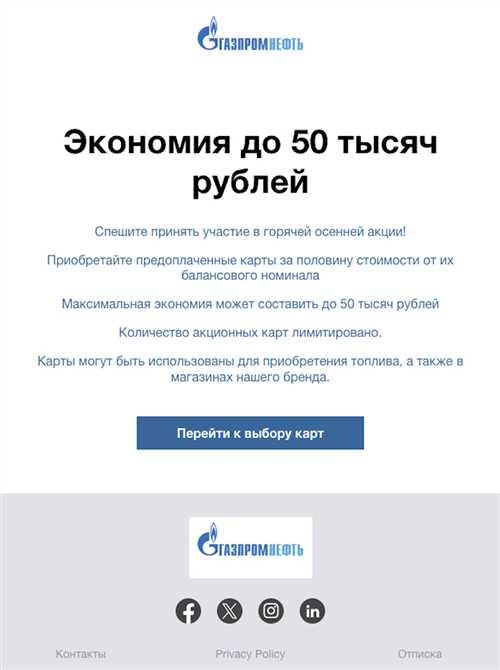 ГАЗПРОМНЕФТЬ
Экономия до 50 тысяч
рублей
Спешите принять участие в горячей осенней акции!
Приобретайте предоплаченные карты за половину стоимости от их
балансового номинала
Максимальная экономия может составить до 50 тысяч рублей
Количество акционных карт лимитировано.
Карты могут быть использованы для приобретения топлива, а также в
магазинах нашего бренда.
Перейти к выбору карт
ГАЗПРОМНЕФТЬ
Контакты Privacy Policy Отписка